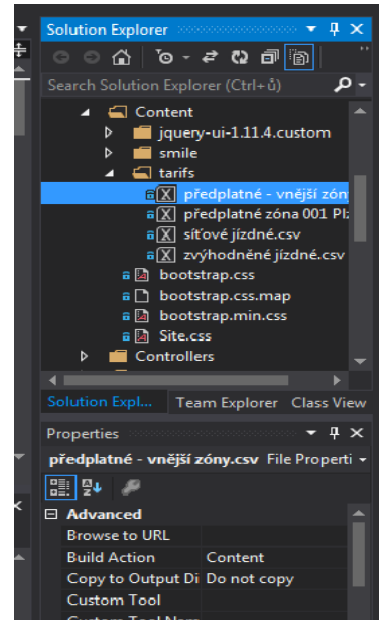 Solution Explorer
Search Solution Explorer (Ctrl+ů)
Content
jquery-ui-1.11.4.custom
smile
tarifs
předplatné - vnější zón
předplatné zóna 001 Pl
síťové jízdné.csv
zvýhodněné jízdné.csv
bootstrap.css
bootstrap.css.map
bootstrap.min.css
Site.css
Controllers
Solution Expl... Team Explorer Class View
Properties
předplatné - vnější zóny.csv File Properti
Advanced
Browse to URL
Build Action Content
Copy to Output Di Do not copy
Custom Tool